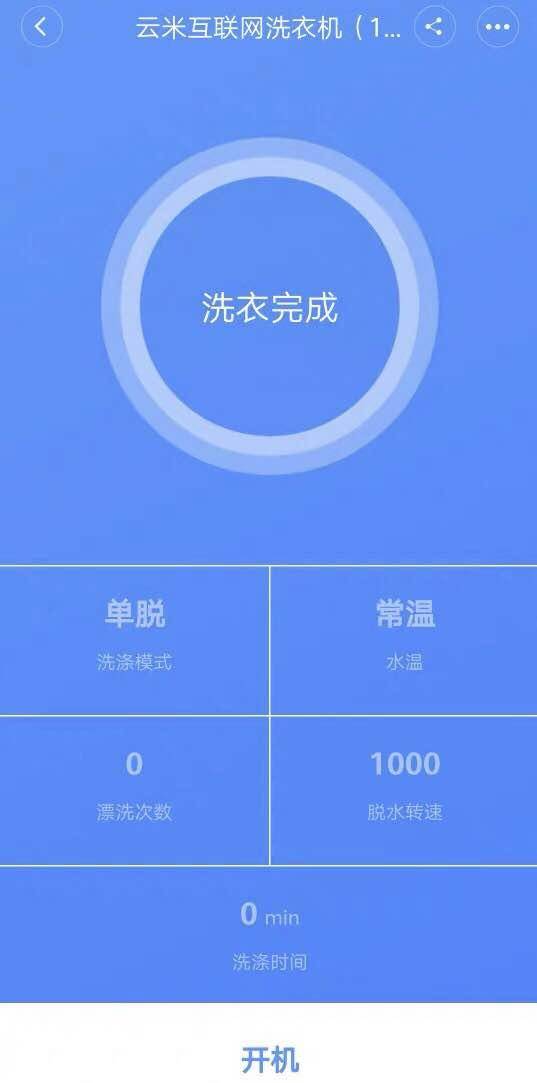 云米互联网洗衣机（1...
洗衣完成
单脱
洗涤模式
常温
水温
0
漂洗次数
1000
脱水转速
0 min
洗涤时间
开机